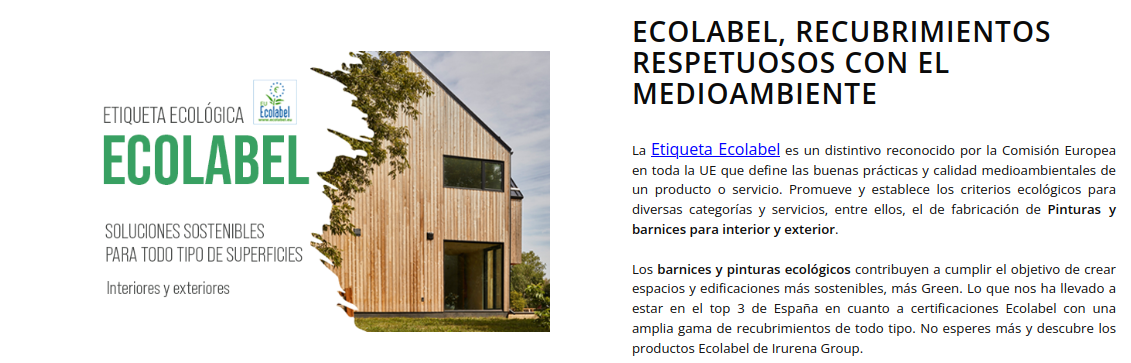 ETIQUETA ECOLÓGICA
Ecolabel
www.ecolabel.eu
ECOLABEL
SOLUCIONES SOSTENIBLES
PARA TODO TIPO DE SUPERFICIES
Interiores y exteriores
ECOLABEL, RECUBRIMIENTOS
RESPETUOSOS CON EL
MEDIOAMBIENTE
La Etiqueta Ecolabel es un distintivo reconocido por la Comisión Europea
en toda la UE que define las buenas prácticas y calidad medioambientales de
un producto o servicio. Promueve y establece los criterios ecológicos para
diversas categorías y servicios, entre ellos, el de fabricación de Pinturas y
barnices para interior y exterior.
Los barnices y pinturas ecológicos contribuyen a cumplir el objetivo de crear
espacios y edificaciones más sostenibles, más Green. Lo que nos ha llevado a
estar en el top 3 de España en cuanto a certificaciones Ecolabel con una
amplia gama de recubrimientos de todo tipo. No esperes más y descubre los
productos Ecolabel de Irurena Group.